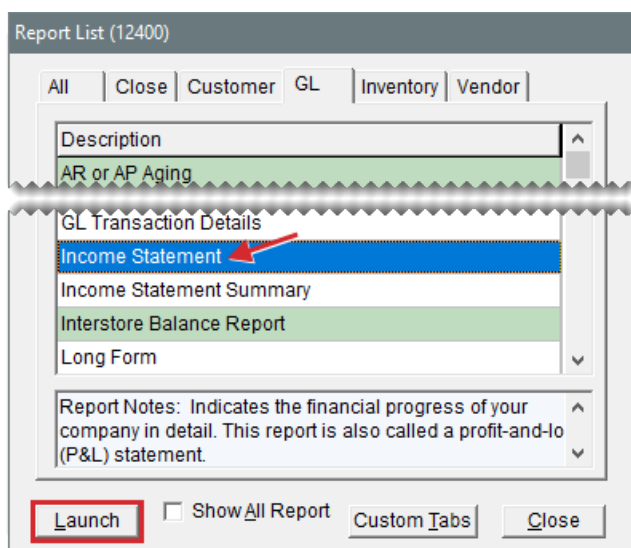 Report List (12400)
All Close Customer GL Inventory Vendor
Description
AR or AP Aging
GL Transaction Details
Income Statement
Income Statement Summary
Interstore Balance Report
Long Form
Report Notes:  Indicates the financial progress of your
company in detail. This report is also called a profit-and-lo
(P&L) statement.
Launch Show All Report Custom Tabs Close